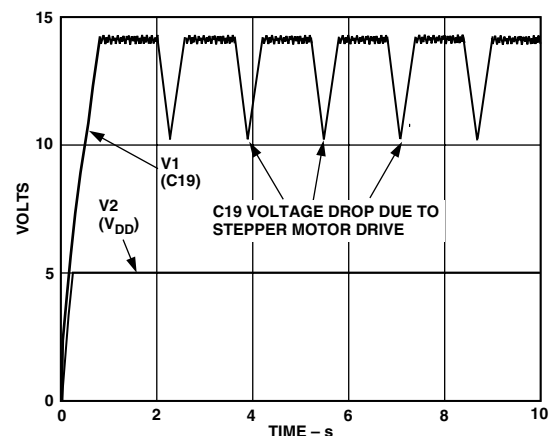 15
10
5
0
VOLTS
V1
(C19)
V2
(VDD)
C19 VOLTAGE DROP DUE TO
STEPPER MOTOR DRIVE
0
2
4
6
8
10
TIME – s